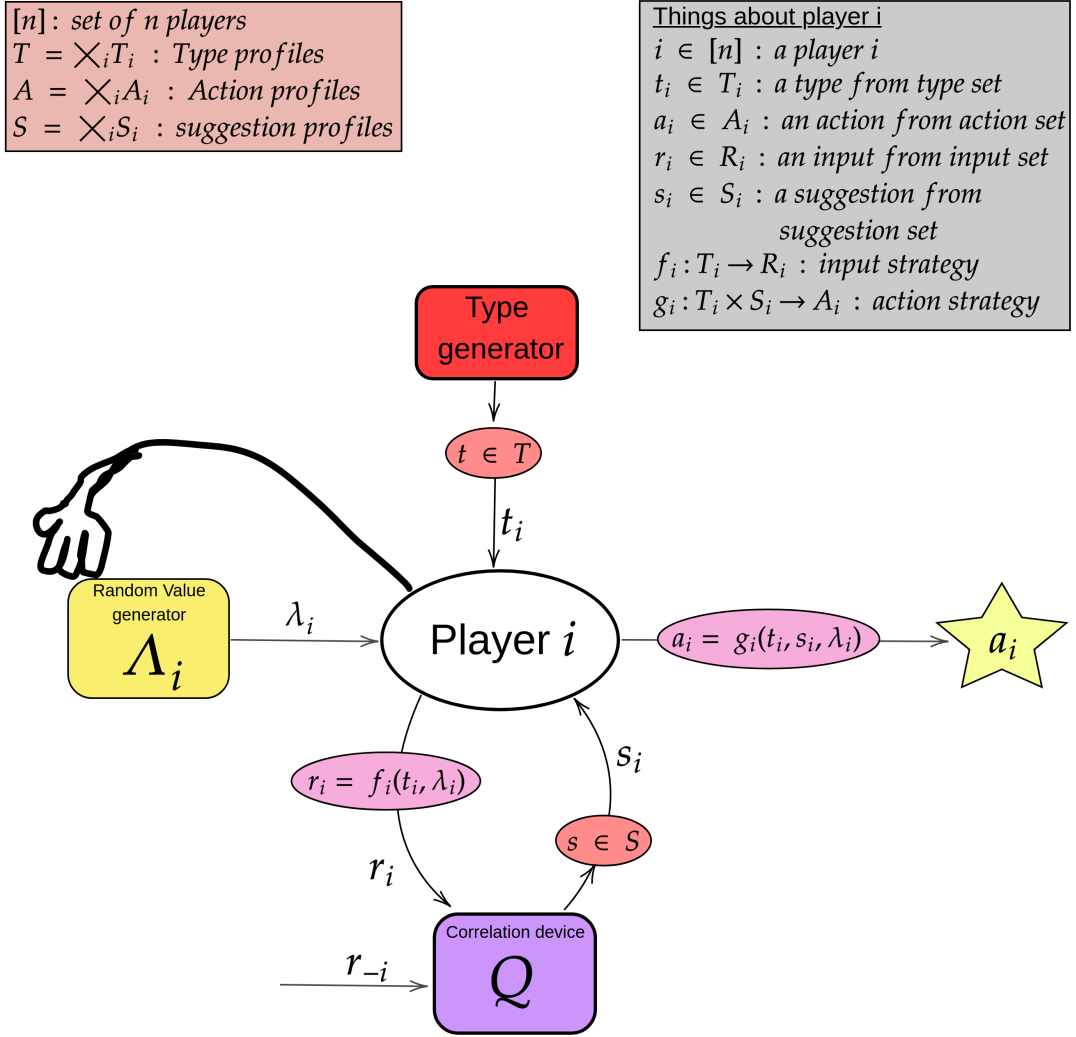 [n] : set of n players
T = ⨉ᵢTᵢ : Type profiles
A = ⨉ᵢAᵢ : Action profiles
S = ⨉ᵢSᵢ : suggestion profiles
Things about player i
i ∈ [n] : a player i
tᵢ ∈ Tᵢ : a type from type set
aᵢ ∈ Aᵢ : an action from action set
rᵢ ∈ Rᵢ : an input from input set
sᵢ ∈ Sᵢ : a suggestion from
suggestion set
fᵢ : Tᵢ → Rᵢ : input strategy
gᵢ : Tᵢ × Sᵢ → Aᵢ : action strategy
Type
generator
t ∈ T
tᵢ
Random Value
generator
Λᵢ
λᵢ
Player i
aᵢ = gᵢ(tᵢ, sᵢ, λᵢ)
aᵢ
rᵢ = fᵢ(tᵢ, λᵢ)
sᵢ
s ∈ S
rᵢ
Correlation device
Q
r₋ᵢ